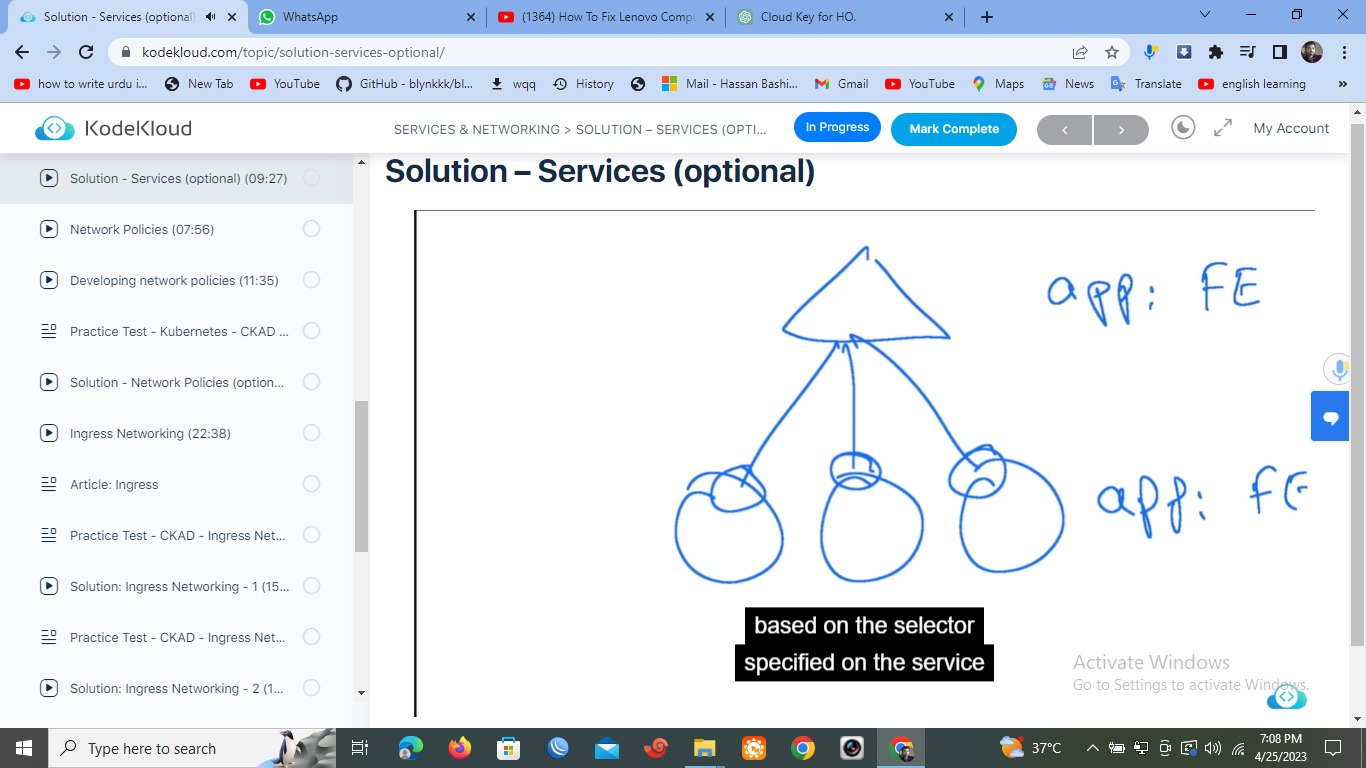 Solution - Services (optional)
WhatsApp
(1364) How To Fix Lenovo Compu
Cloud Key for HO.
kodekloud.com/topic/solution-services-optional/
how to write urdu i...
New Tab
YouTube
GitHub - blynkkk/bl...
wqq
History
Mail - Hassan Bashi...
Gmail
YouTube
Maps
News
Translate
english learning
KodeKloud
SERVICES & NETWORKING > SOLUTION – SERVICES (OPTI...
In Progress
Mark Complete
My Account
Solution - Services (optional) (09:27)
Network Policies (07:56)
Developing network policies (11:35)
Practice Test - Kubernetes - CKAD ...
Solution - Network Policies (option...
Ingress Networking (22:38)
Article: Ingress
Practice Test - CKAD - Ingress Net...
Solution: Ingress Networking - 1 (15...
Practice Test - CKAD - Ingress Net...
Solution: Ingress Networking - 2 (1...
Solution – Services (optional)
app: FE
app: FE
based on the selector
specified on the service
Activate Windows
Go to Settings to activate Windows.
Type here to search
37°C
7:08 PM
4/25/2023